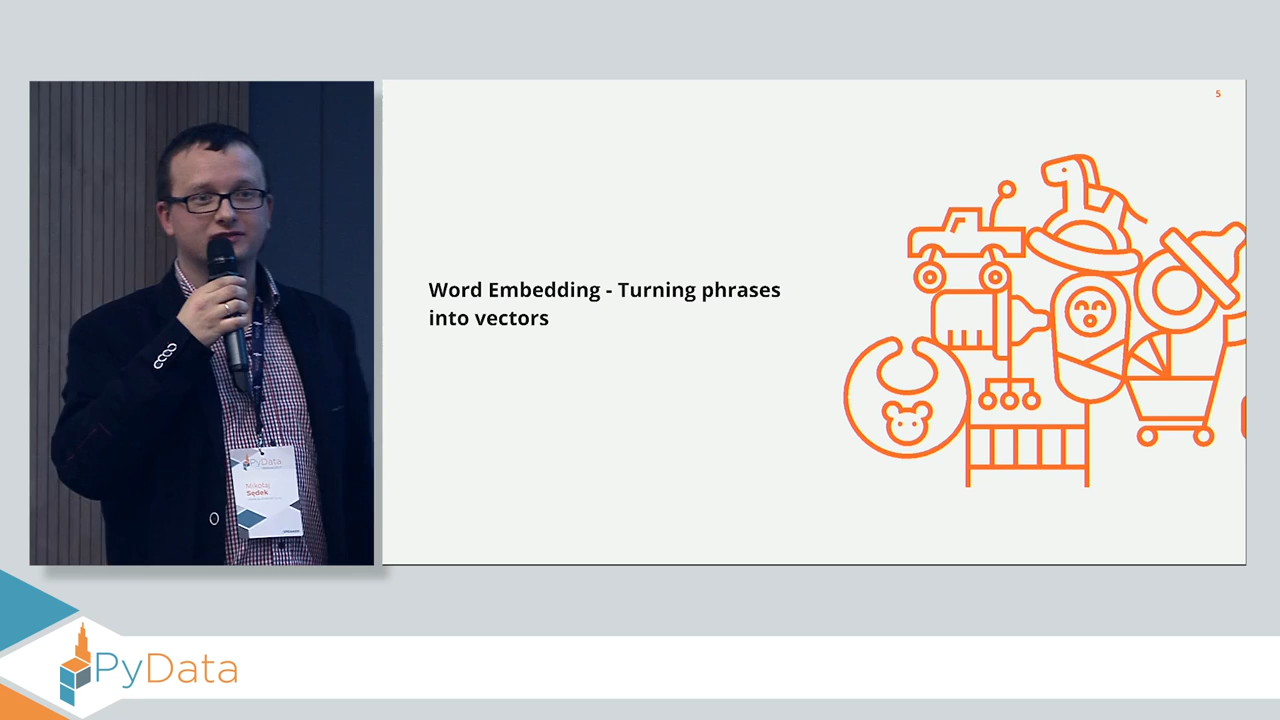 5
Word Embedding - Turning phrases
into vectors
PyData
Mikołaj
Sędek
PyData